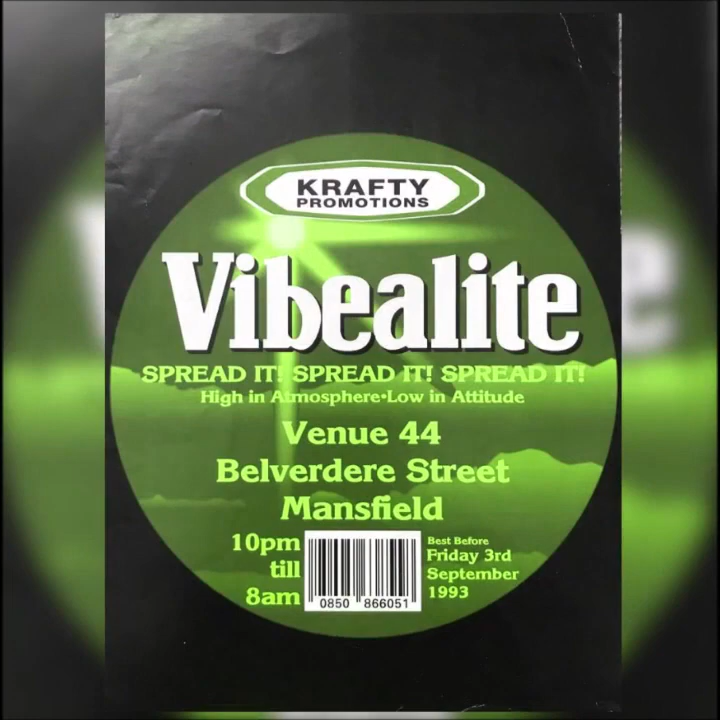 KRAFTY
PROMOTIONS
Vibealite
SPREAD IT! SPREAD IT! SPREAD IT!
High in Atmosphere•Low in Attitude
Venue 44
Belverdere Street
Mansfield
10pm
till
8am
0850 866051
Best Before
Friday 3rd
September
1993